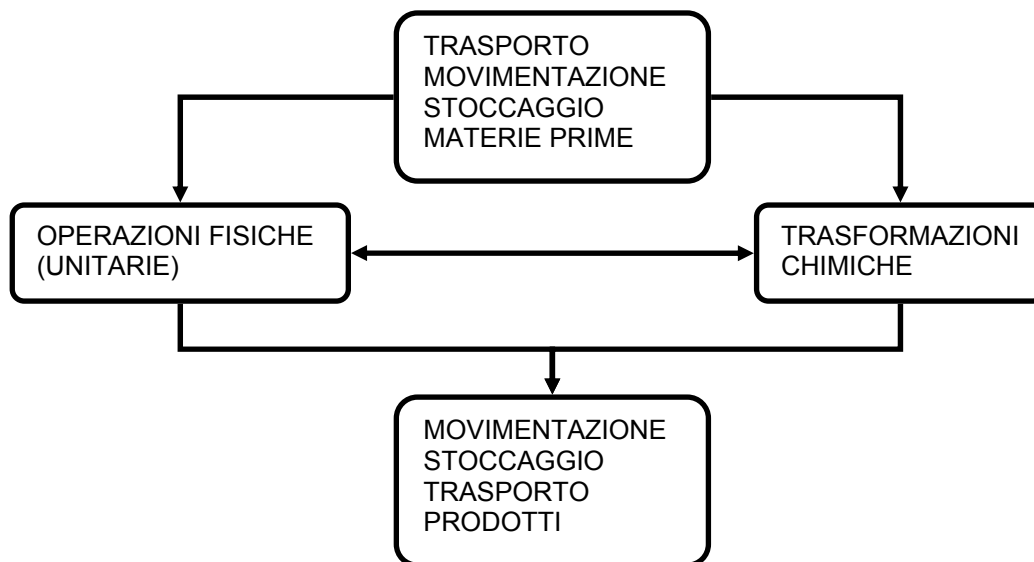 TRASPORTO
MOVIMENTAZIONE
STOCCAGGIO
MATERIE PRIME
OPERAZIONI FISICHE
(UNITARIE)
TRASFORMAZIONI
CHIMICHE
MOVIMENTAZIONE
STOCCAGGIO
TRASPORTO
PRODOTTI